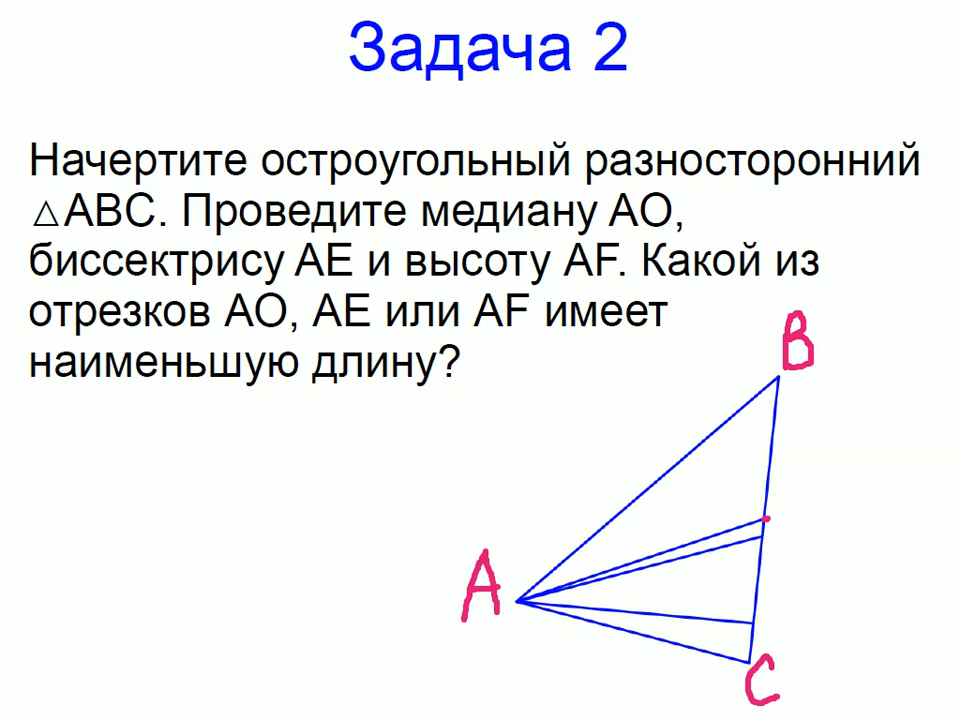 Задача 2
Начертите остроугольный разносторонний
△ABC. Проведите медиану AO,
биссектрису AE и высоту AF. Какой из
отрезков AO, AE или AF имеет
наименьшую длину?
B
A
C